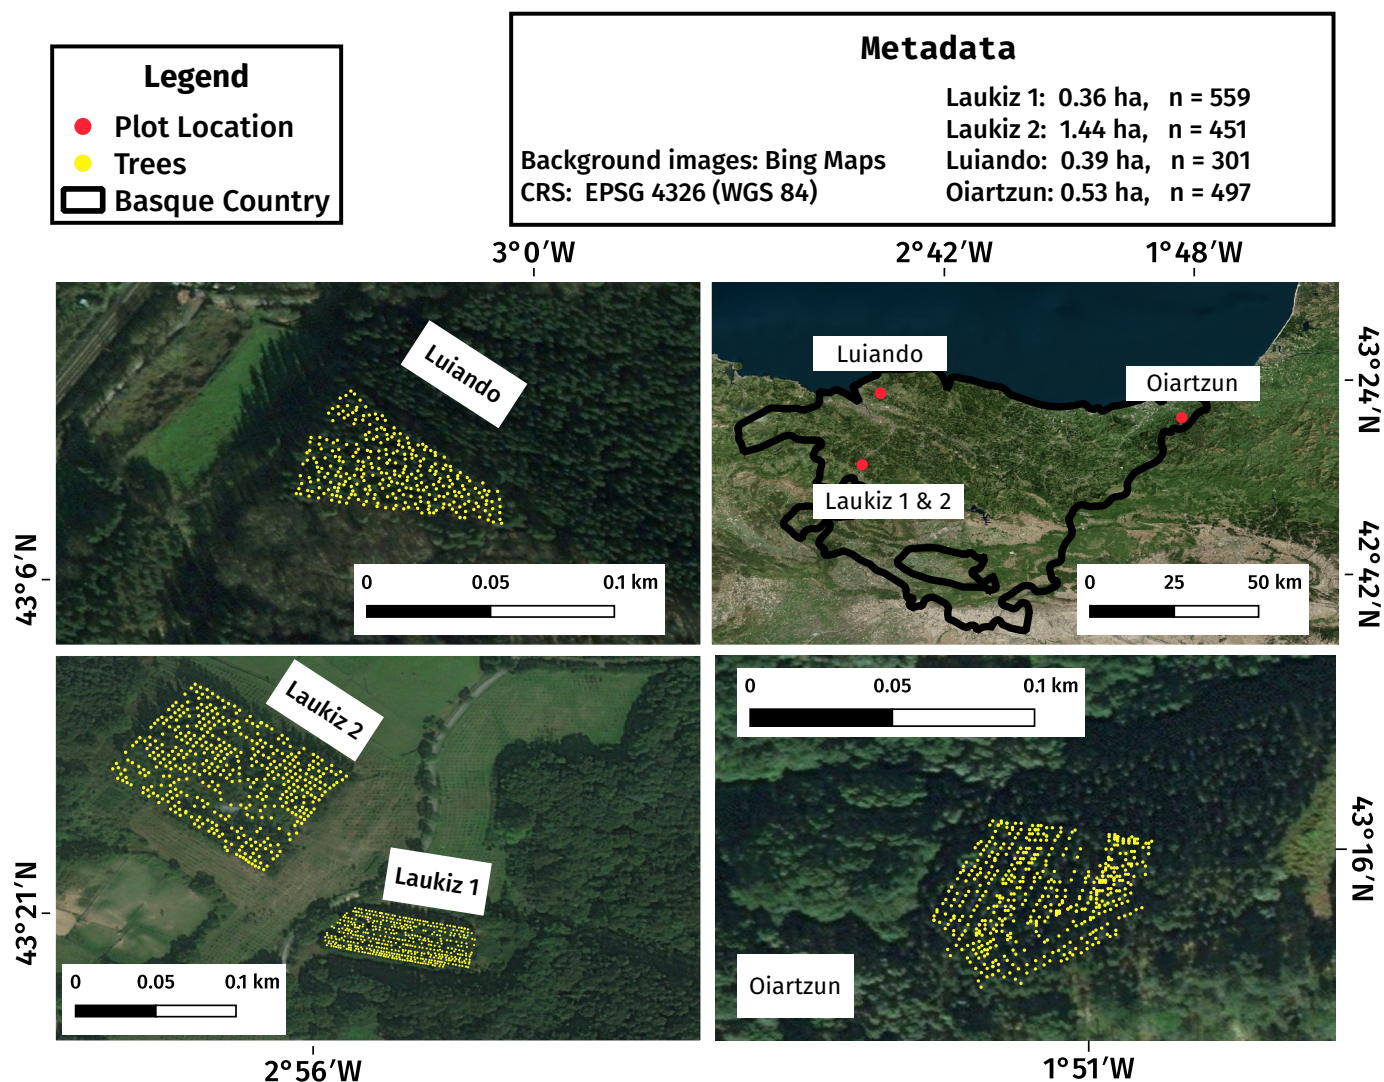 Legend
Plot Location
Trees
Basque Country
Metadata
Laukiz 1: 0.36 ha, n = 559
Laukiz 2: 1.44 ha, n = 451
Background images: Bing Maps Luiando: 0.39 ha, n = 301
CRS: EPSG 4326 (WGS 84) Oiartzun: 0.53 ha, n = 497
3°0′W
2°42′W
1°48′W
Luiando
43°6′N
0 0.05 0.1 km
Luiando
Oiartzun
Laukiz 1 & 2
0 25 50 km
43°24′N
42°42′N
Laukiz 2
Laukiz 1
43°21′N
0 0.05 0.1 km
2°56′W
0 0.05 0.1 km
Oiartzun
43°16′N
1°51′W